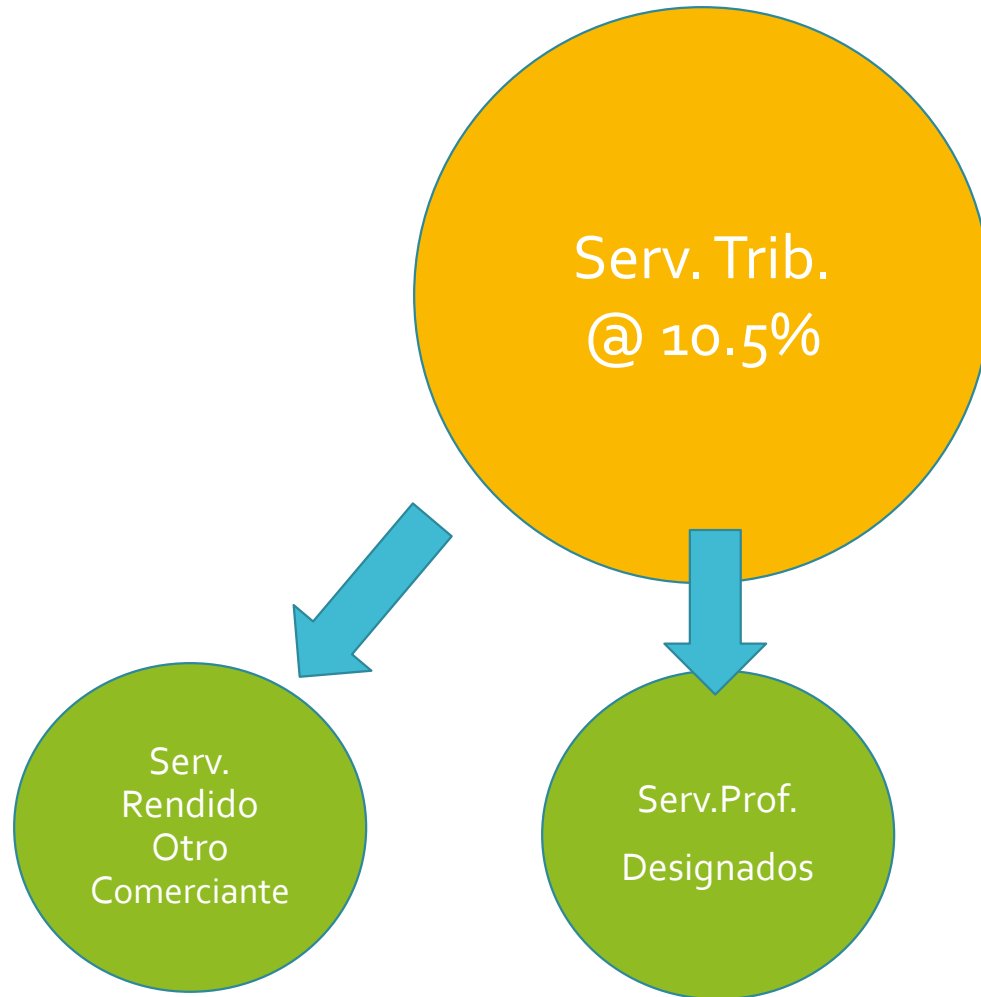 Serv. Trib.
@ 10.5%
Serv.
Rendido
Otro
Comerciante
Serv.Prof.
Designados